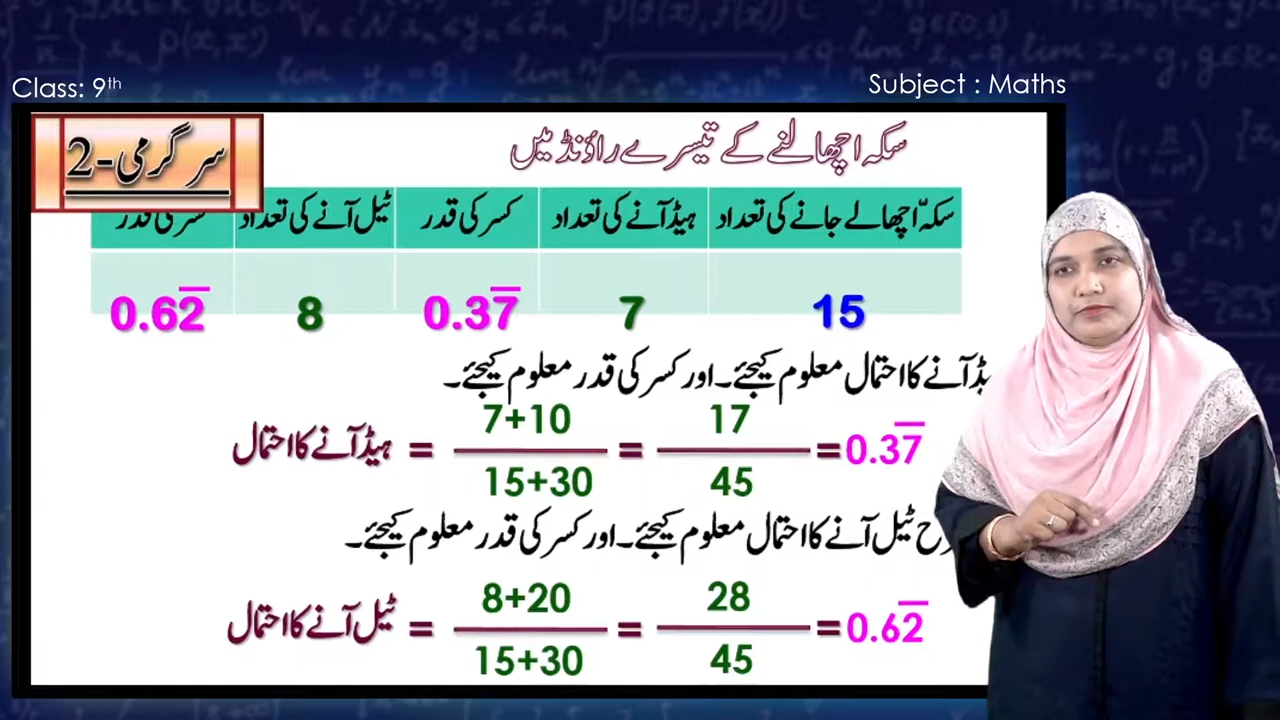 Class: 9th
Subject : Maths
سرگرمی-2
سکہ اچھالنے کے تیسرے راؤنڈ میں
سکہّ اچھالے جانے کی تعداد ہیڈ آنے کی تعداد کسر کی قدر ٹیل آنے کی تعداد کسر کی قدر
15 7 0.37̅ 8 0.62̅
آنے کا احتمال معلوم کیجئے۔ اور کسر کی قدر معلوم کیجئے۔
ہیڈ آنے کا احتمال = 7+10 / 15+30 = 17 / 45 = 0.37̅
ٹیل آنے کا احتمال معلوم کیجئے۔ اور کسر کی قدر معلوم کیجئے۔
ٹیل آنے کا احتمال = 8+20 / 15+30 = 28 / 45 = 0.62̅